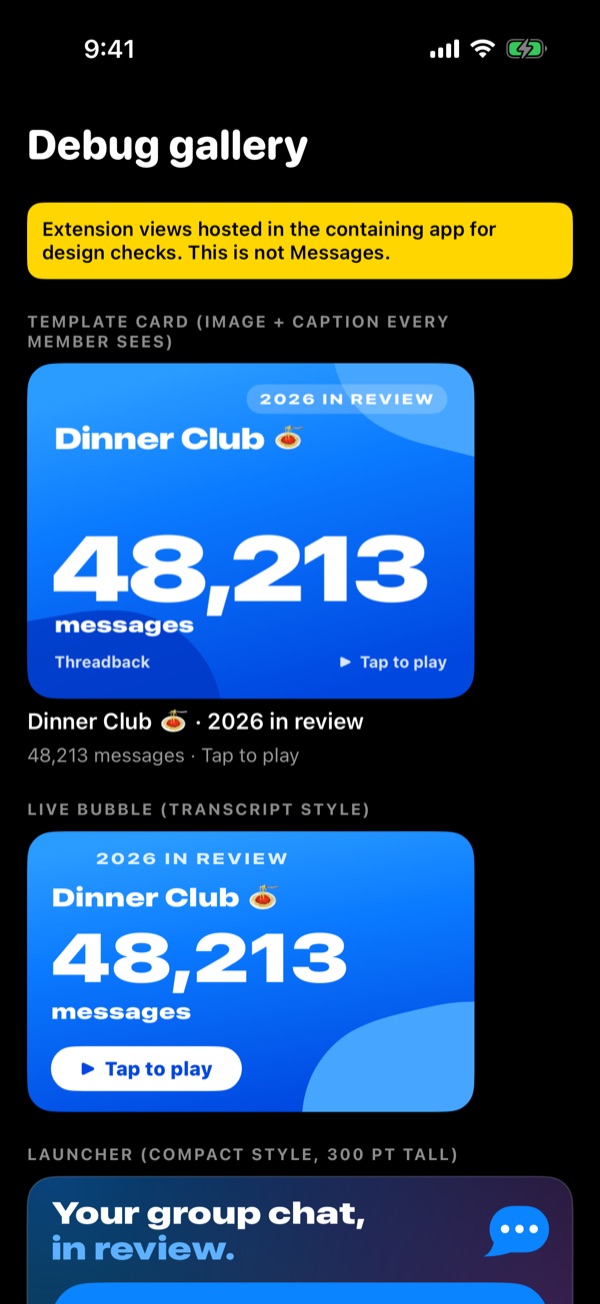 9:41
Debug gallery
Extension views hosted in the containing app for
design checks. This is not Messages.
TEMPLATE CARD (IMAGE + CAPTION EVERY
MEMBER SEES)
2026 IN REVIEW
Dinner Club 🍝
48,213
messages
Threadback
▶ Tap to play
Dinner Club 🍝 · 2026 in review
48,213 messages · Tap to play
LIVE BUBBLE (TRANSCRIPT STYLE)
2026 IN REVIEW
Dinner Club 🍝
48,213
messages
▶ Tap to play
LAUNCHER (COMPACT STYLE, 300 PT TALL)
Your group chat,
in review.